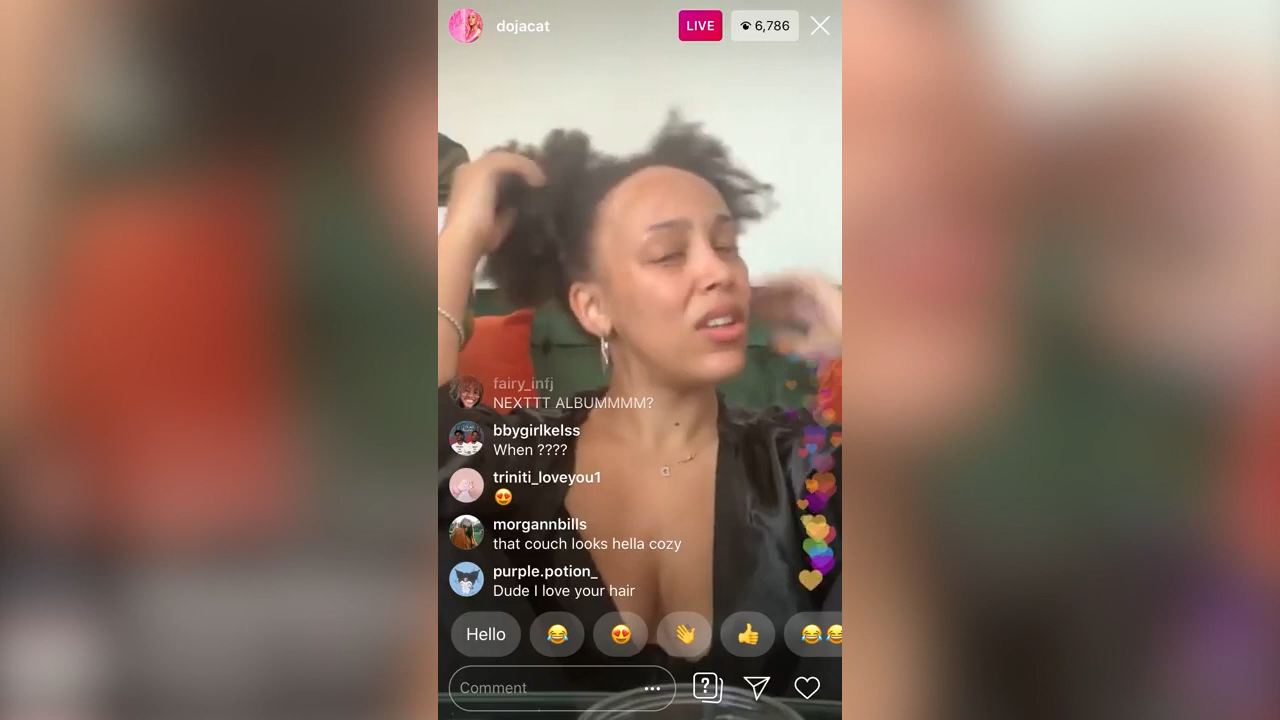 dojacat
LIVE
6,786
fairy_infj
NEXTTT ALBUMMMM?
bbygirlkelss
When ????
triniti_loveyou1
😍
morgannbills
that couch looks hella cozy
purple.potion_
Dude I love your hair
Hello 😂 😍 👋 👍 😂😂
Comment